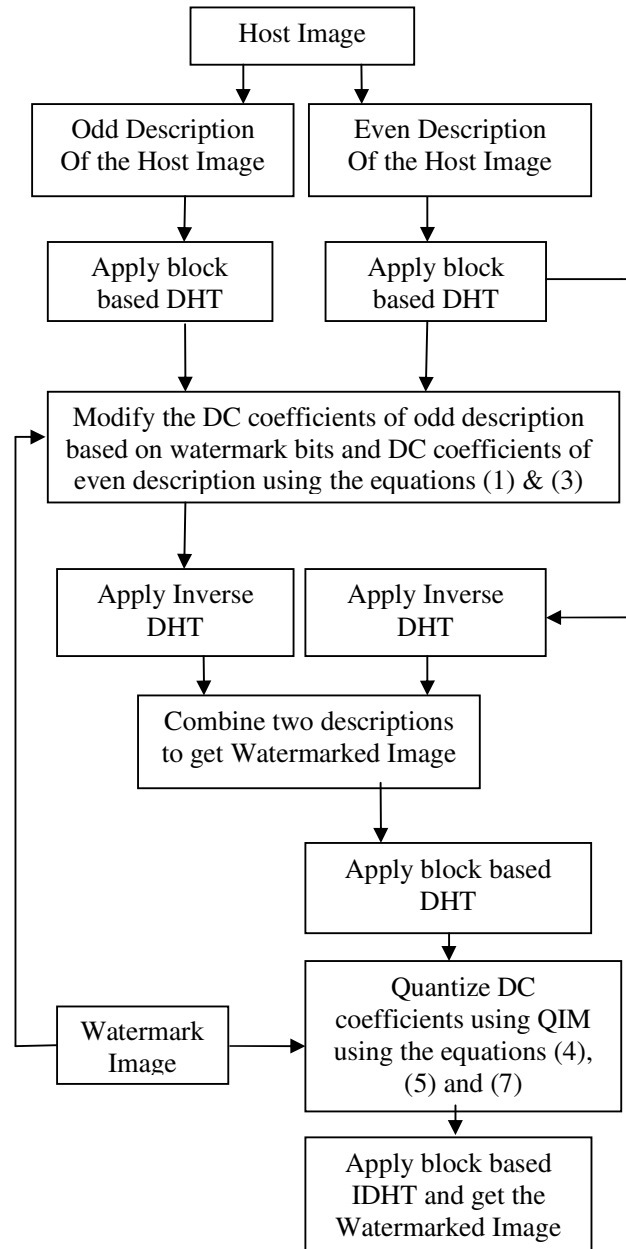 Host Image
Odd Description
Of the Host Image
Even Description
Of the Host Image
Apply block
based DHT
Apply block
based DHT
Modify the DC coefficients of odd description
based on watermark bits and DC coefficients of
even description using the equations (1) & (3)
Apply Inverse
DHT
Apply Inverse
DHT
Combine two descriptions
to get Watermarked Image
Apply block based
DHT
Watermark
Image
Quantize DC
coefficients using QIM
using the equations (4),
(5) and (7)
Apply block based
IDHT and get the
Watermarked Image